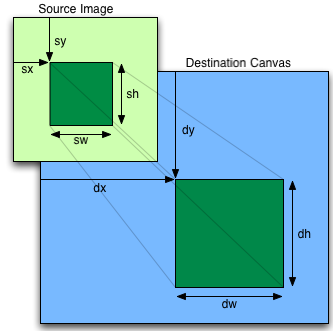 Source Image
sy
sx
sh
sw
Destination Canvas
dy
dx
dh
dw